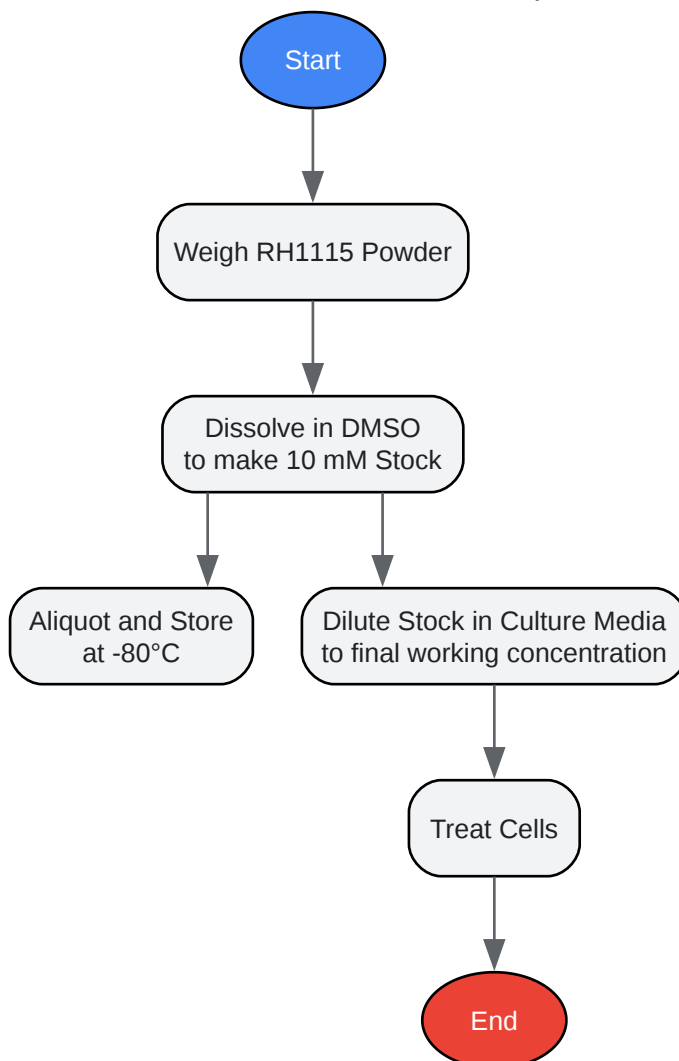 Start
Weigh RH1115 Powder
Dissolve in DMSO
to make 10 mM Stock
Aliquot and Store
at -80°C
Dilute Stock in Culture Media
to final working concentration
Treat Cells
End